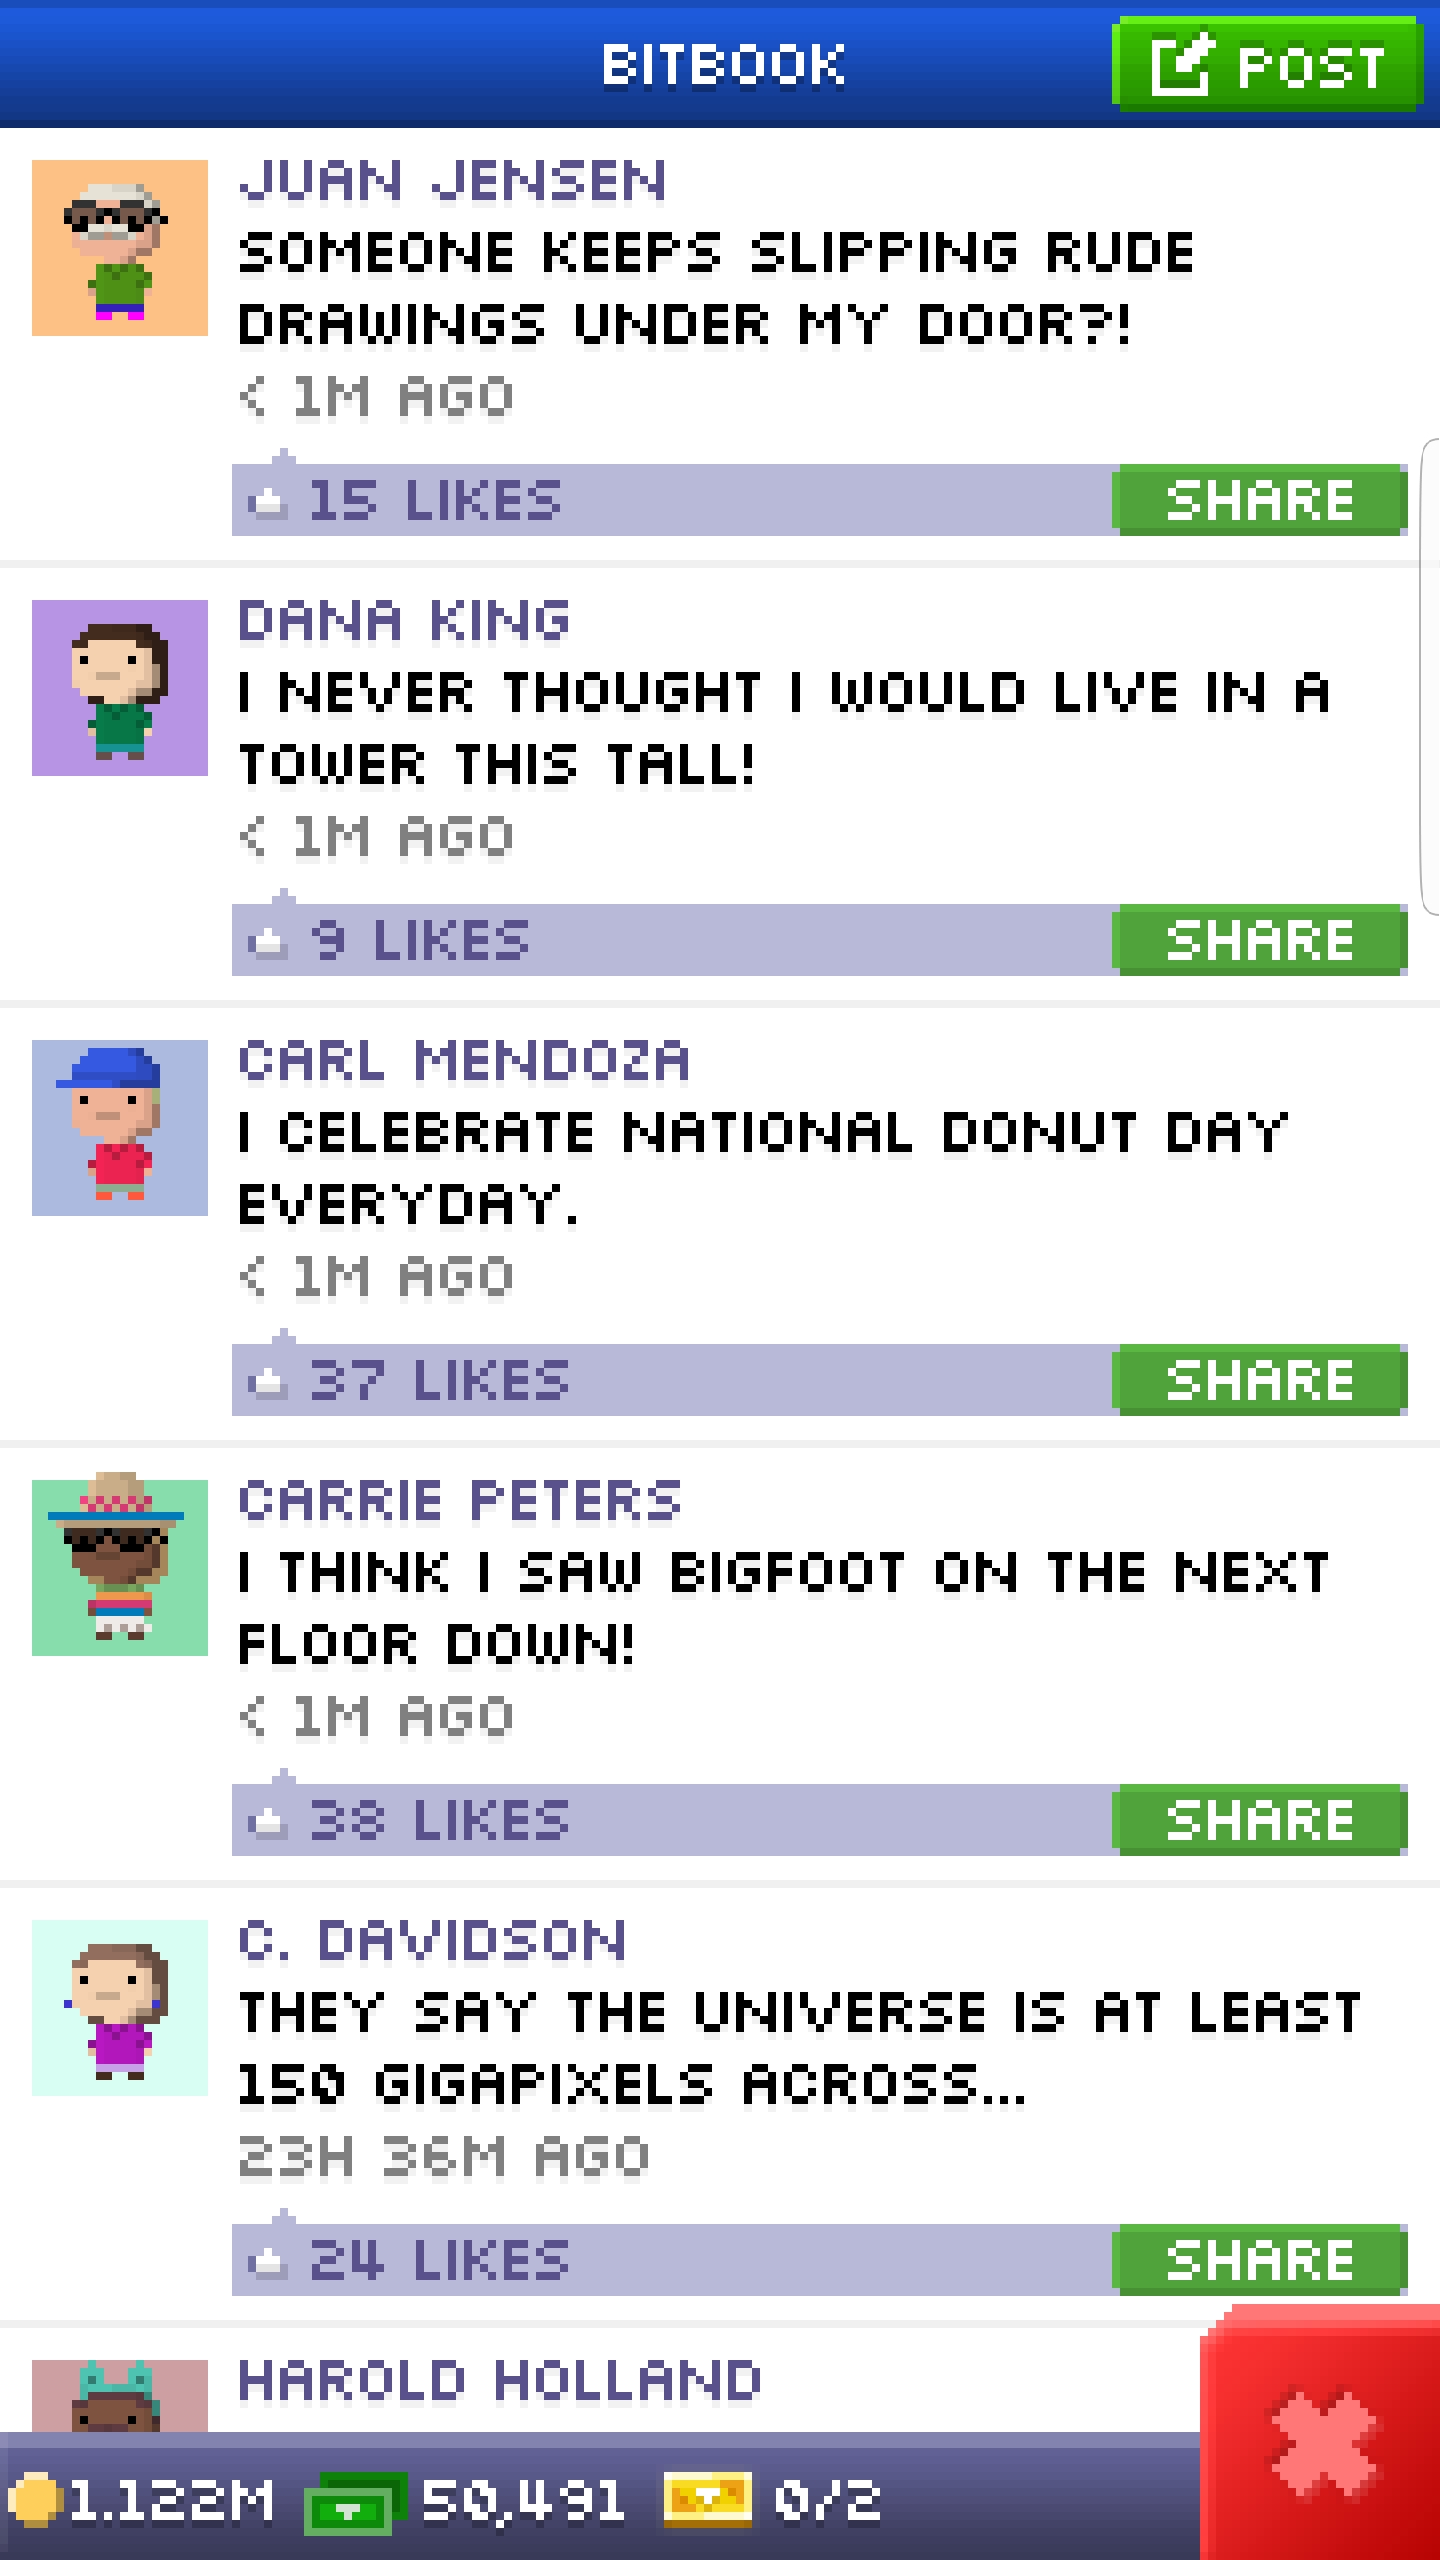 BITBOOK
POST
JUAN JENSEN
SOMEONE KEEPS SLIPPING RUDE
DRAWINGS UNDER MY DOOR?!
< 1M AGO
15 LIKES
SHARE
DANA KING
I NEVER THOUGHT I WOULD LIVE IN A
TOWER THIS TALL!
< 1M AGO
9 LIKES
SHARE
CARL MENDOZA
I CELEBRATE NATIONAL DONUT DAY
EVERYDAY.
< 1M AGO
37 LIKES
SHARE
CARRIE PETERS
I THINK I SAW BIGFOOT ON THE NEXT
FLOOR DOWN!
< 1M AGO
38 LIKES
SHARE
C. DAVIDSON
THEY SAY THE UNIVERSE IS AT LEAST
150 GIGAPIXELS ACROSS...
23H 36M AGO
24 LIKES
SHARE
HAROLD HOLLAND
1.122M 50,491 0/2